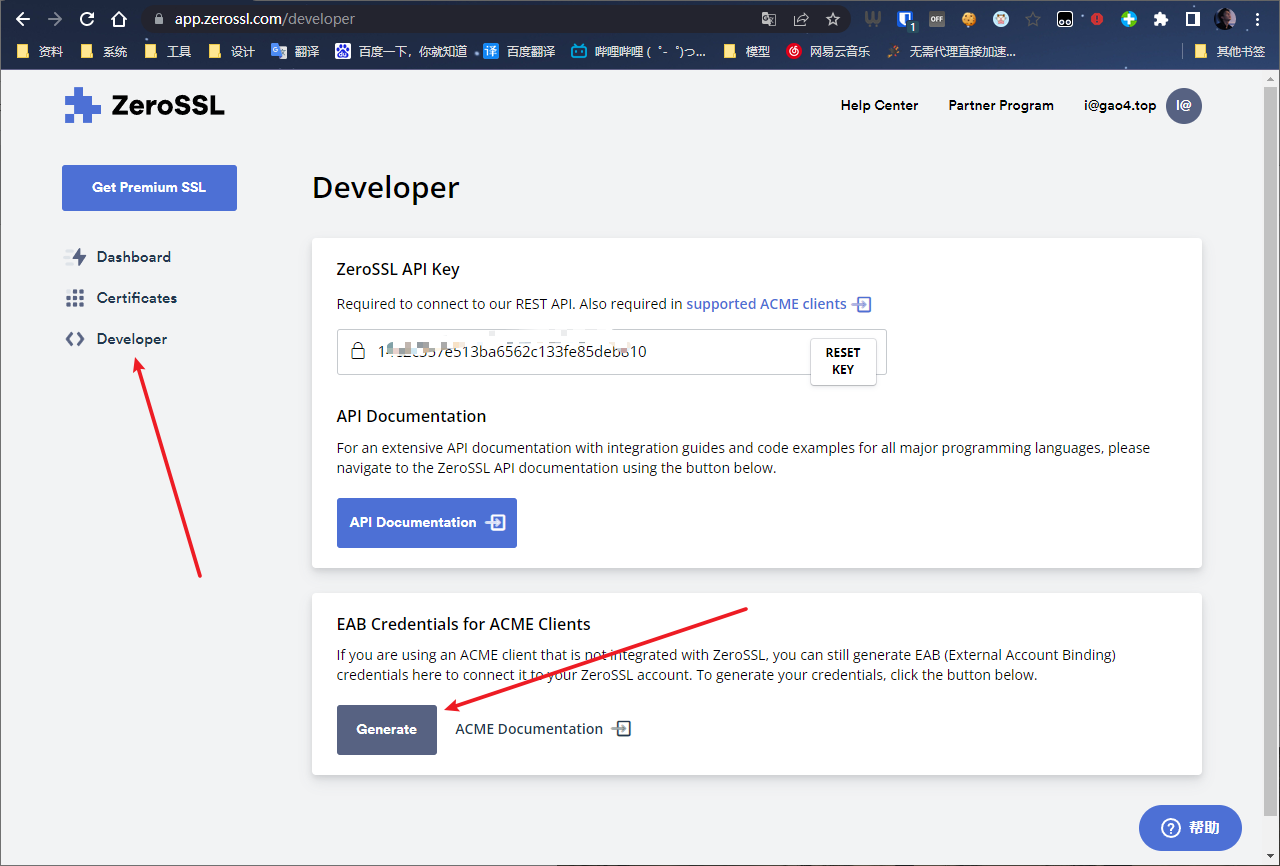 app.zerossl.com/developer
OFF
1
资料 系统 工具 设计 翻译 百度一下，你就知道 译 百度翻译 哔哩哔哩 ( ゜- ゜)つ... 模型 网易云音乐 无需代理直接加速... 其他书签
ZeroSSL
Help Center Partner Program i@gao4.top I@
Get Premium SSL
Dashboard
Certificates
Developer
Developer
ZeroSSL API Key
Required to connect to our REST API. Also required in supported ACME clients
RESET
KEY
API Documentation
For an extensive API documentation with integration guides and code examples for all major programming languages, please
navigate to the ZeroSSL API documentation using the button below.
API Documentation
EAB Credentials for ACME Clients
If you are using an ACME client that is not integrated with ZeroSSL, you can still generate EAB (External Account Binding)
credentials here to connect it to your ZeroSSL account. To generate your credentials, click the button below.
Generate
ACME Documentation
帮助